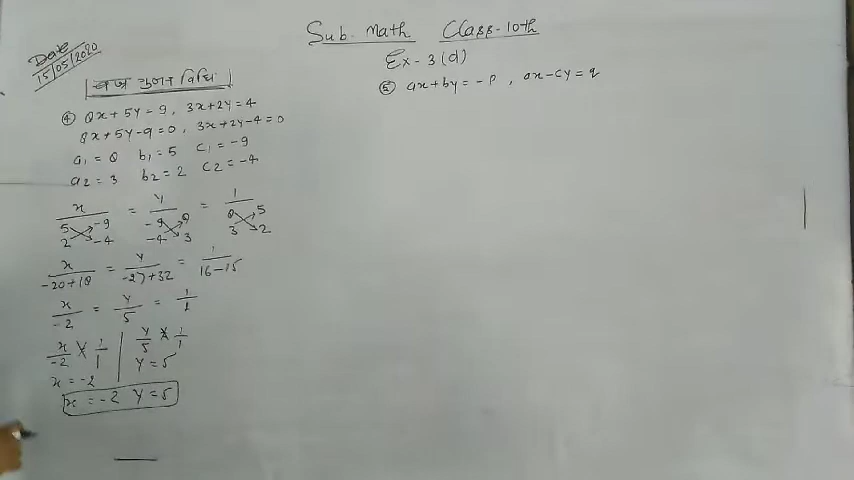 Sub. Math Class-10th
Date
15/05/2020
Ex-3(d)
वज्र गुणन विधि
④ 8x+5y=9, 3x+2y=4
8x+5y-9=0, 3x+2y-4=0
a1=8 b1=5 c1=-9
a2=3 b2=2 c2=-4
x = y = 1
5 -9 -9 8 8 5
2 -4 -4 3 3 2
x = y = 1
-20+18 -27+32 16-15
x = y = 1
-2 5 1
x 1 y 1
-2 1 5 1
x=-2 y=5
x=-2 y=5
⑤ ax+by=-p, ax-cy=q